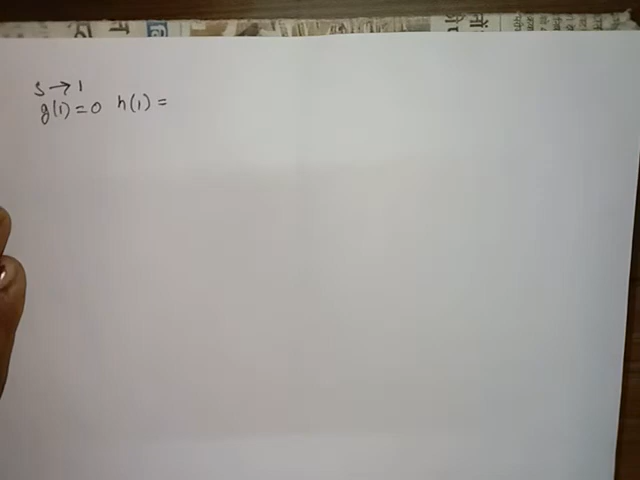 s → 1
g(1) = 0 h(1) =